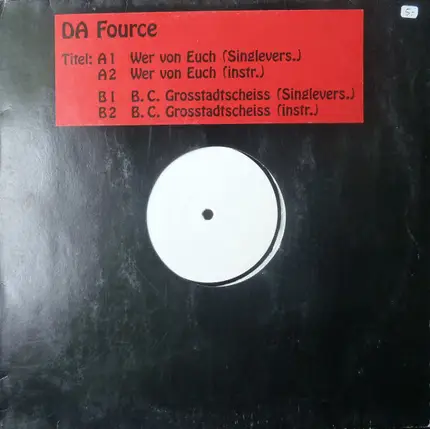 DA Fource
Titel: A1 Wer von Euch (Singlevers.)
A2 Wer von Euch (instr.)
B1 B.C. Grosstadtscheiss (Singlevers.)
B2 B.C. Grosstadtscheiss (instr.)